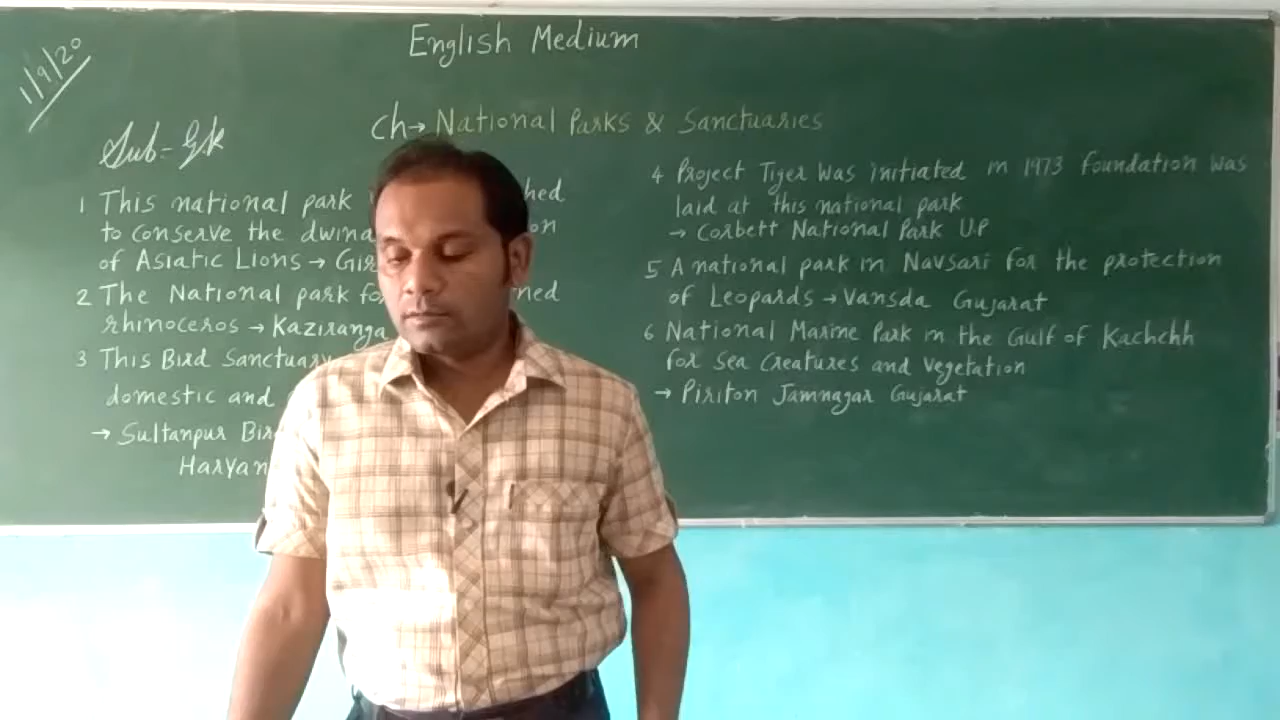 1/9/20
English Medium
Sub- GK
Ch→ National Parks & Sanctuaries
1 This national park
to conserve the dwin
of Asiatic Lions → Gir
2 The National park
rhinoceros → Kaziranga
3 This Bird Sanctuary
domestic and
→ Sultanpur Bir
Haryan
4 Project Tiger Was initiated in 1973 foundation was
laid at this national park
→ Corbett National Park U.P
5 A national park in Navsari for the protection
of Leopards → Vansda Gujarat
6 National Marine Park in the Gulf of Kachchh
for Sea Creatures and vegetation
→ Piriton Jamnagar Gujarat